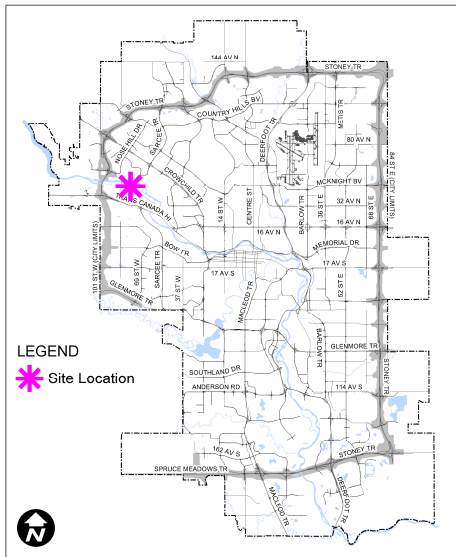 144 AV N
STONEY TR
STONEY TR
COUNTRY HILLS BV
NOSE HILL DR
SARCEE TR
DEERFOOT TR
METIS TR
80 AV N
CROWCHILD TR
84 ST E (CITY LIMITS)
MCKNIGHT BV
TRANS CANADA HI
14 ST W
CENTRE ST
BARLOW TR
36 ST E
32 AV N
68 ST E
16 AV N
16 AV N
101 ST W (CITY LIMITS)
BOW TR
MEMORIAL DR
69 ST W
SARCEE TR
37 ST W
17 AV S
17 AV S
GLENMORE TR
MACLEOD TR
52 ST E
BARLOW TR
GLENMORE TR
STONEY TR
LEGEND
Site Location
SOUTHLAND DR
ANDERSON RD
114 AV S
162 AV S
STONEY TR
SPRUCE MEADOWS TR
MACLEOD TR
DEERFOOT TR
N